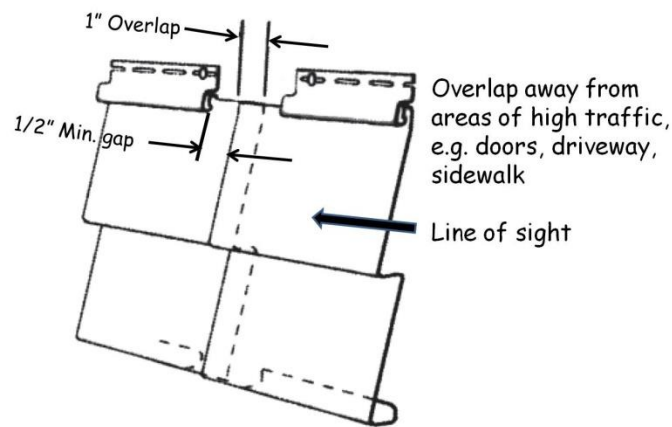 1” Overlap
1/2” Min. gap
Overlap away from
areas of high traffic,
e.g. doors, driveway,
sidewalk
Line of sight